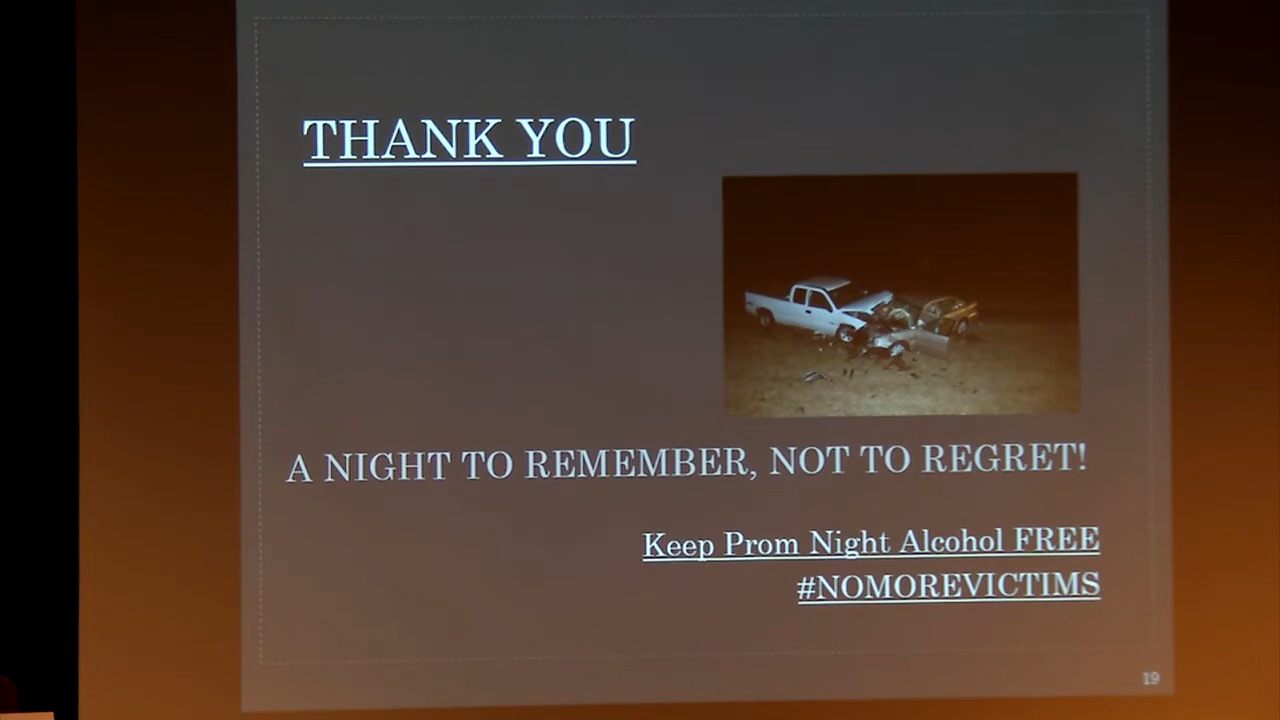 THANK YOU
A NIGHT TO REMEMBER, NOT TO REGRET!
Keep Prom Night Alcohol FREE
#NOMOREVICTIMS
19